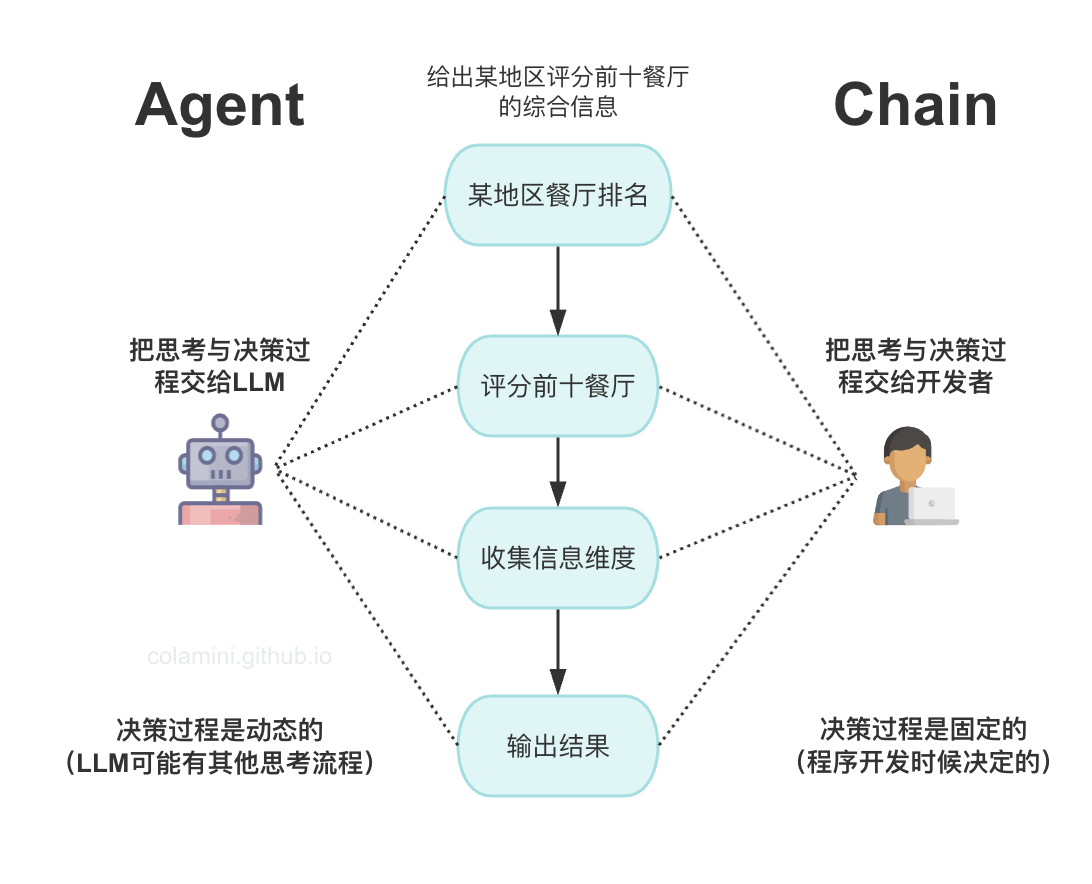 Agent
给出某地区评分前十餐厅
的综合信息
Chain
某地区餐厅排名
把思考与决策过
程交给LLM
评分前十餐厅
把思考与决策过
程交给开发者
收集信息维度
colamini.github.io
决策过程是动态的
（LLM可能有其他思考流程）
输出结果
决策过程是固定的
（程序开发时候决定的）